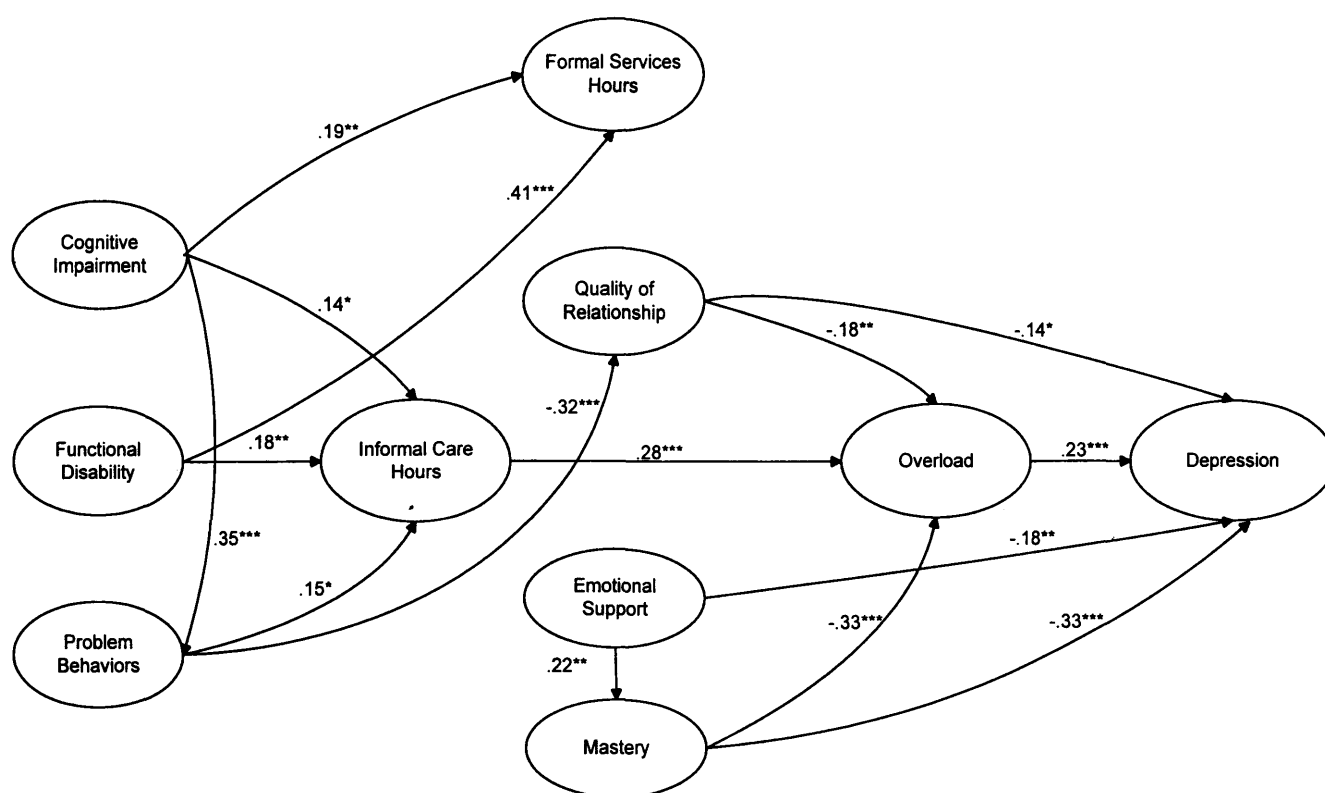 Formal Services
Hours
.19**
.41***
Cognitive
Impairment
.14*
Quality of
Relationship
-.18**
-.14*
-.32***
Functional
Disability
.18**
Informal Care
Hours
.28***
Overload
.23***
Depression
.35***
-.18**
.15*
Emotional
Support
-.33***
-.33***
Problem
Behaviors
.22**
Mastery